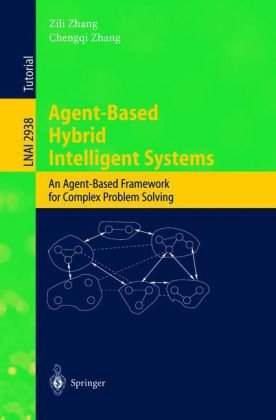 Zili Zhang
Chengqi Zhang
Tutorial
LNAI 2938
Agent-Based
Hybrid
Intelligent Systems
An Agent-Based Framework
for Complex Problem Solving
Springer